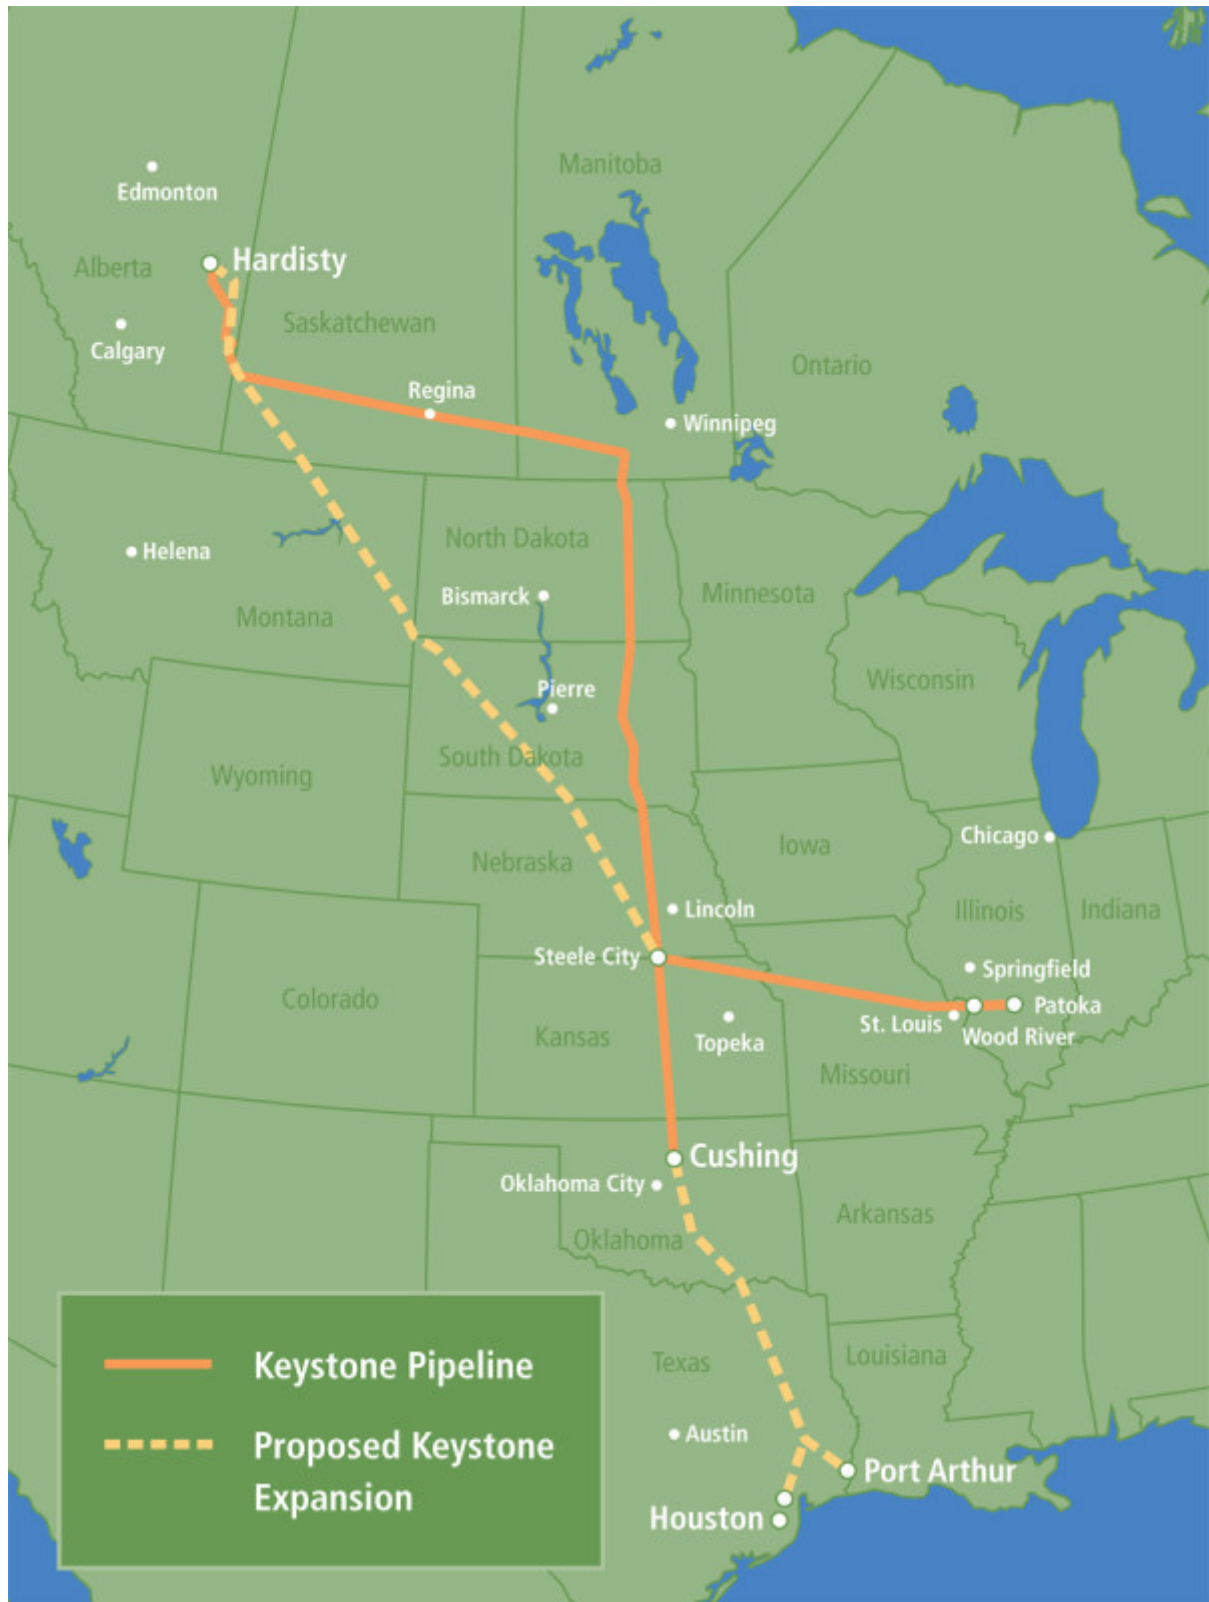 Manitoba
Edmonton
Hardisty
Alberta
Saskatchewan
Calgary
Ontario
Regina
Winnipeg
North Dakota
Helena
Minnesota
Bismarck
Montana
Wisconsin
Pierre
South Dakota
Wyoming
Chicago
Iowa
Nebraska
Lincoln
Illinois
Indiana
Steele City
Springfield
Colorado
Patoka
St. Louis
Wood River
Kansas
Topeka
Missouri
Cushing
Oklahoma City
Arkansas
Oklahoma
Louisiana
Texas
Keystone Pipeline
Austin
Proposed Keystone
Expansion
Port Arthur
Houston